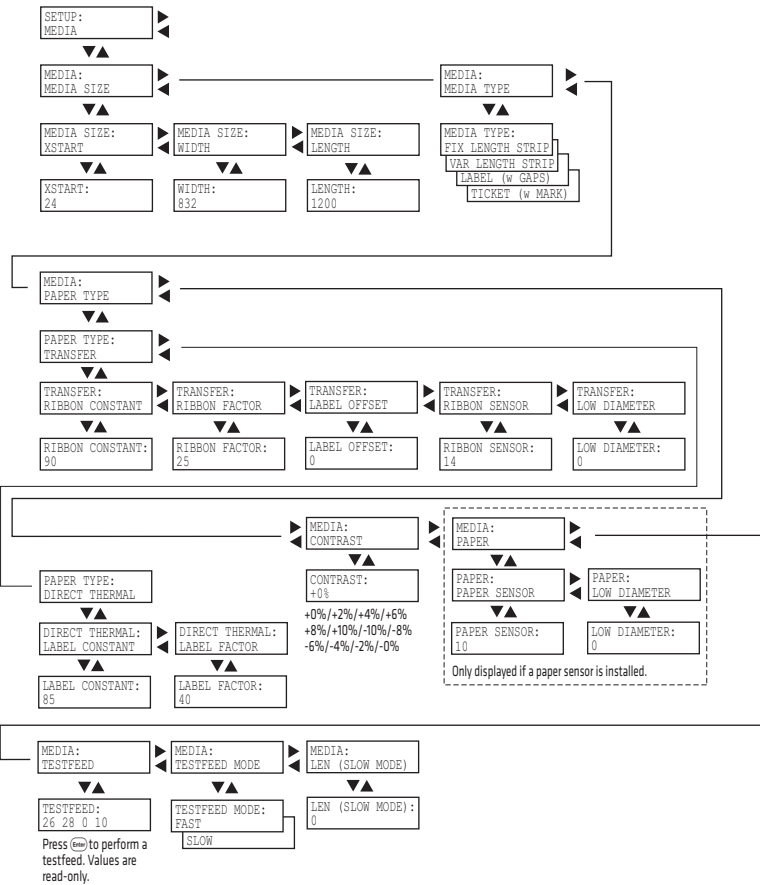 SETUP:
MEDIA
MEDIA:
MEDIA SIZE
MEDIA:
MEDIA TYPE
MEDIA SIZE:
XSTART
MEDIA SIZE:
WIDTH
MEDIA SIZE:
LENGTH
MEDIA TYPE:
FIX LENGTH STRIP
VAR LENGTH STRIP
LABEL (w GAPS)
TICKET (w MARK)
XSTART:
24
WIDTH:
832
LENGTH:
1200
MEDIA:
PAPER TYPE
PAPER TYPE:
TRANSFER
TRANSFER:
RIBBON CONSTANT
TRANSFER:
RIBBON FACTOR
TRANSFER:
LABEL OFFSET
TRANSFER:
RIBBON SENSOR
TRANSFER:
LOW DIAMETER
RIBBON CONSTANT:
90
RIBBON FACTOR:
25
LABEL OFFSET:
0
RIBBON SENSOR:
14
LOW DIAMETER:
0
MEDIA:
CONTRAST
MEDIA:
PAPER
PAPER TYPE:
DIRECT THERMAL
CONTRAST:
+0%
PAPER:
PAPER SENSOR
PAPER:
LOW DIAMETER
+0%/+2%/+4%/+6%
+8%/+10%/-10%/-8%
-6%/-4%/-2%/-0%
DIRECT THERMAL:
LABEL CONSTANT
DIRECT THERMAL:
LABEL FACTOR
PAPER SENSOR:
10
LOW DIAMETER:
0
Only displayed if a paper sensor is installed.
LABEL CONSTANT:
85
LABEL FACTOR:
40
MEDIA:
TESTFEED
MEDIA:
TESTFEED MODE
MEDIA:
LEN (SLOW MODE)
TESTFEED:
26 28 0 10
TESTFEED MODE:
FAST
SLOW
LEN (SLOW MODE):
0
Press Enter to perform a
testfeed. Values are
read-only.